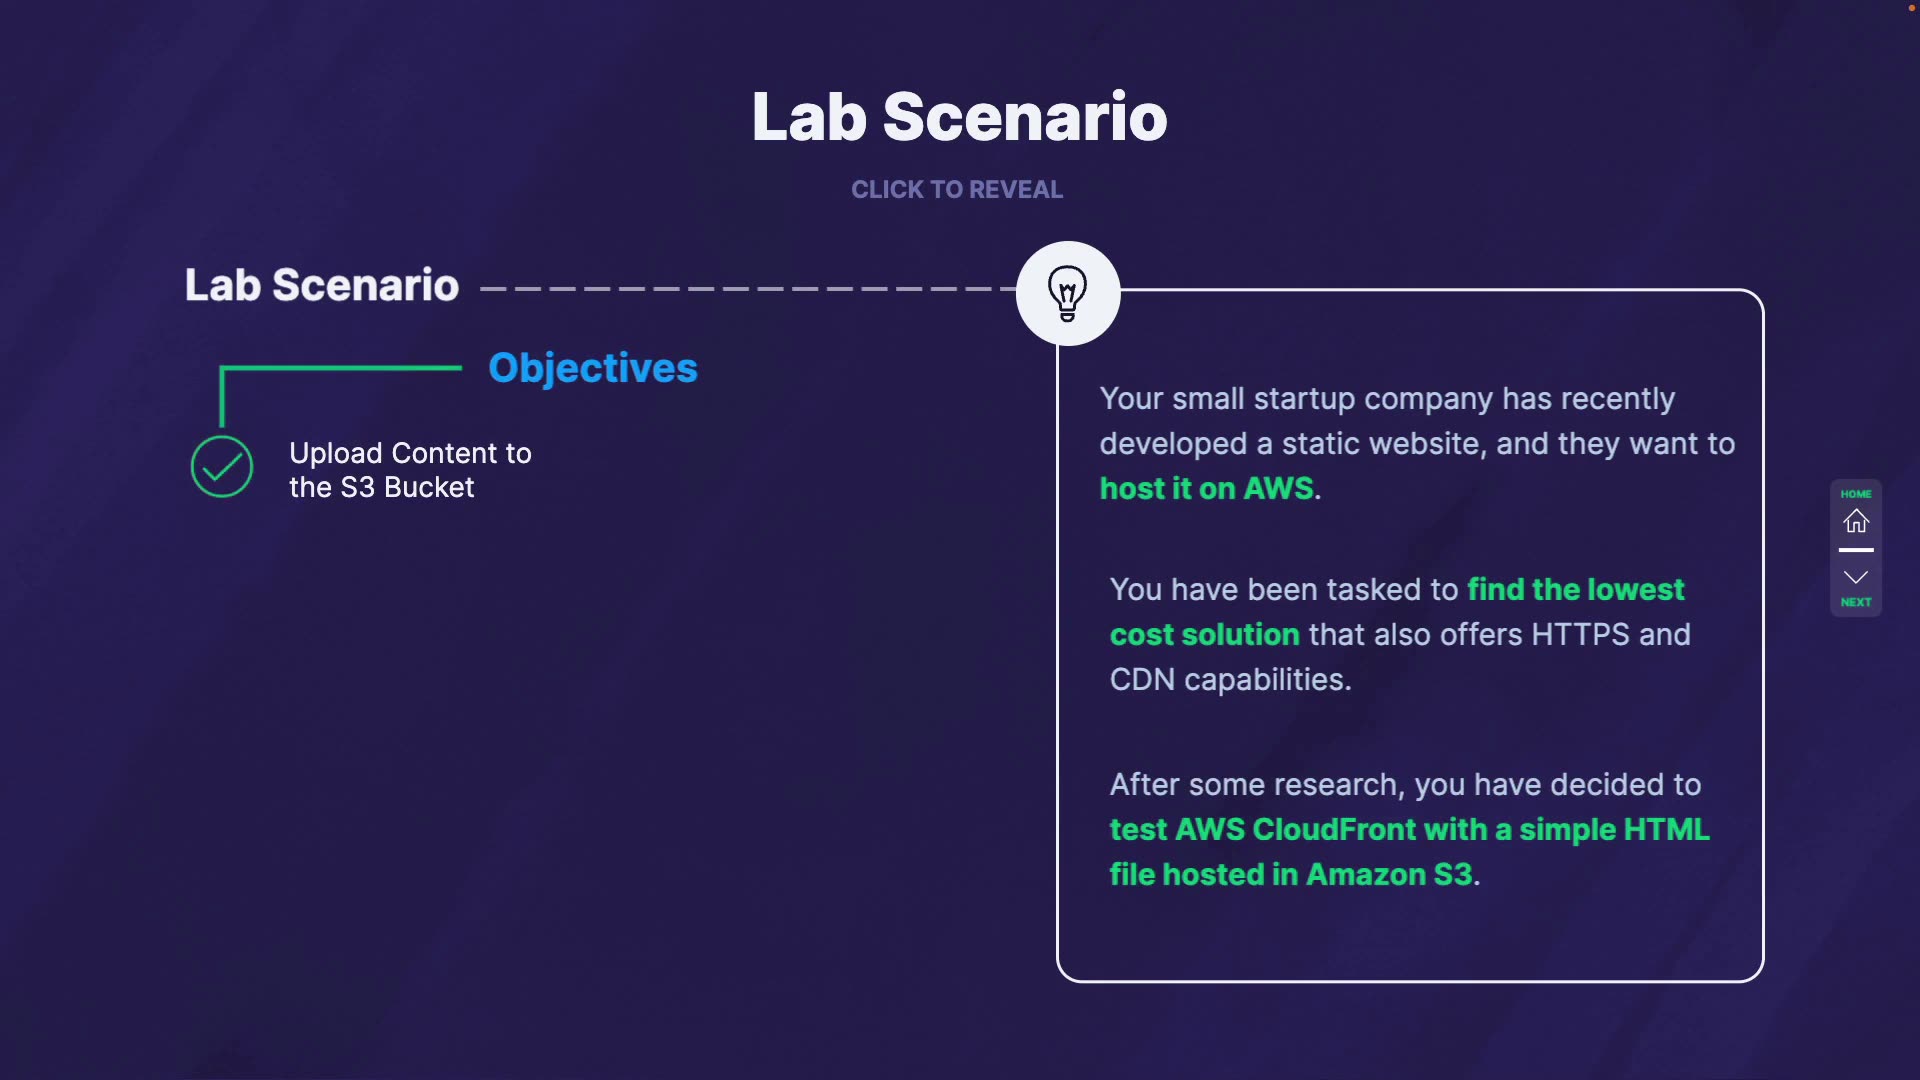 Lab Scenario
CLICK TO REVEAL
Lab Scenario
Objectives
Upload Content to
the S3 Bucket
Your small startup company has recently
developed a static website, and they want to
host it on AWS.
You have been tasked to find the lowest
cost solution that also offers HTTPS and
CDN capabilities.
After some research, you have decided to
test AWS CloudFront with a simple HTML
file hosted in Amazon S3.
HOME
NEXT